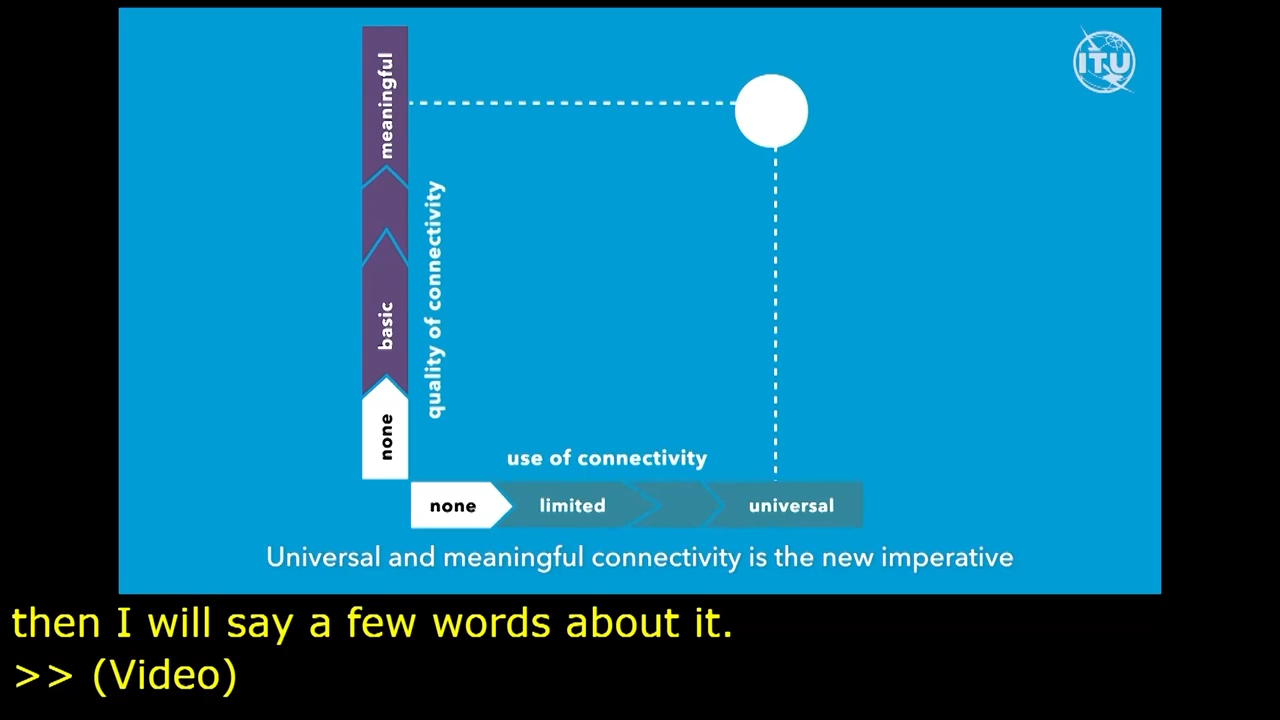 ITU
meaningful
basic
none
quality of connectivity
use of connectivity
none
limited
universal
Universal and meaningful connectivity is the new imperative
then I will say a few words about it.
>> (Video)